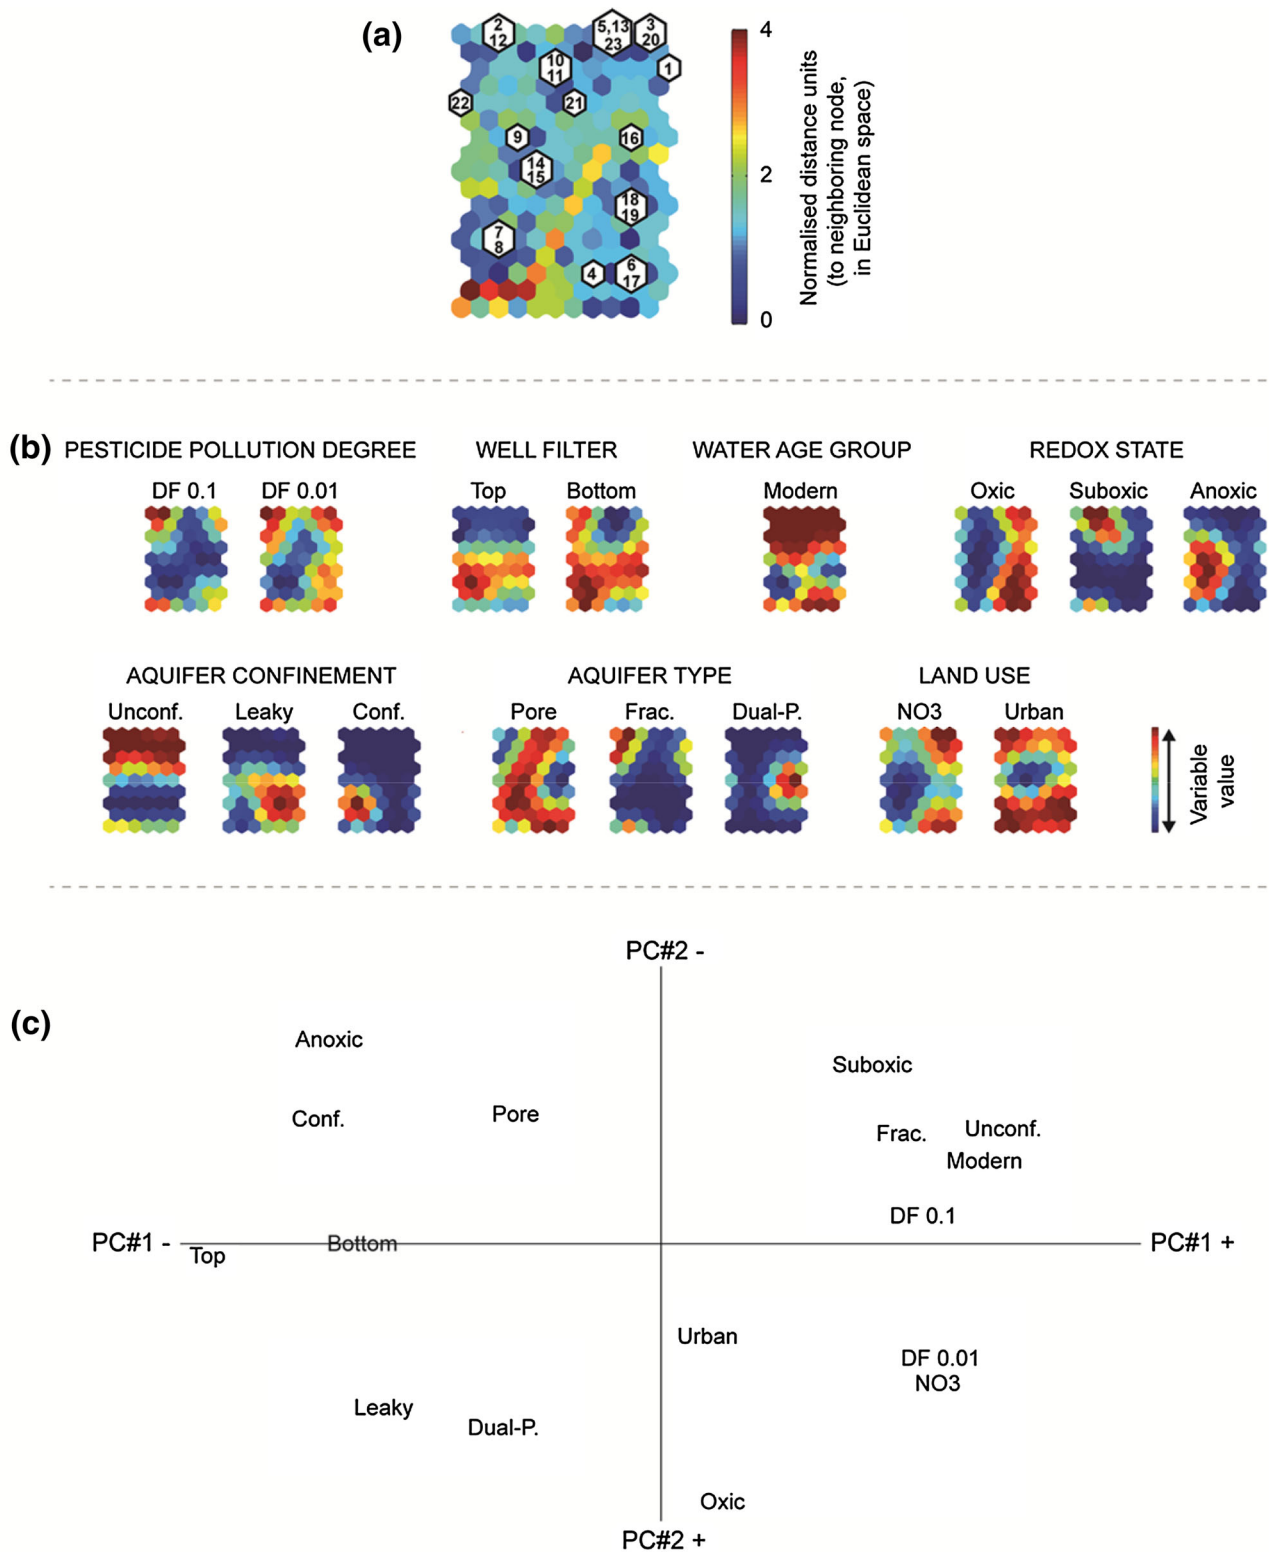 (a)
2
12
5,13
23
3
20
10
11
1
22
21
9
16
14
15
18
19
7
8
4
6
17
4
2
0
Normalised distance units
(to neighboring node,
in Euclidean space)
(b)
PESTICIDE POLLUTION DEGREE
WELL FILTER
WATER AGE GROUP
REDOX STATE
DF 0.1
DF 0.01
Top
Bottom
Modern
Oxic
Suboxic
Anoxic
AQUIFER CONFINEMENT
AQUIFER TYPE
LAND USE
Unconf.
Leaky
Conf.
Pore
Frac.
Dual-P.
NO3
Urban
Variable
value
(c)
PC#2 -
Anoxic
Suboxic
Conf.
Pore
Frac.
Unconf.
Modern
DF 0.1
PC#1 -
Top
Bottom
PC#1 +
Urban
DF 0.01
NO3
Leaky
Dual-P.
Oxic
PC#2 +